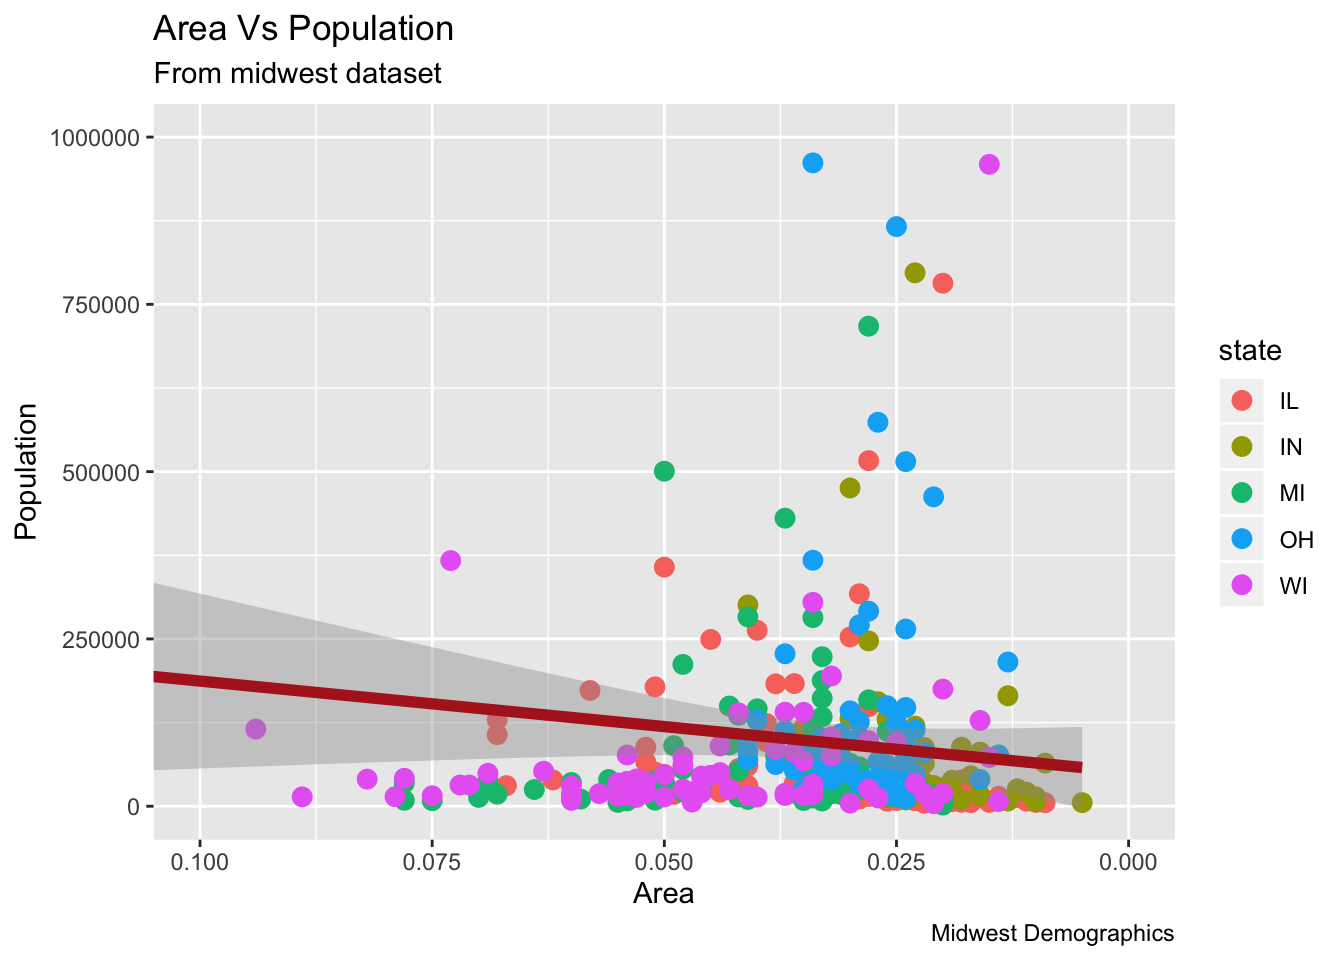 Area Vs Population
From midwest dataset
1000000
750000
500000
250000
0
Population
0.100 0.075 0.050 0.025 0.000
Area
state
IL
IN
MI
OH
WI
Midwest Demographics